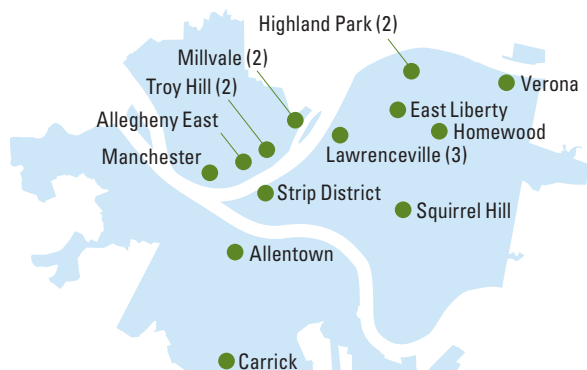 Highland Park (2)
Millvale (2)
Troy Hill (2)
Verona
Allegheny East
East Liberty
Homewood
Manchester
Lawrenceville (3)
Strip District
Squirrel Hill
Allentown
Carrick